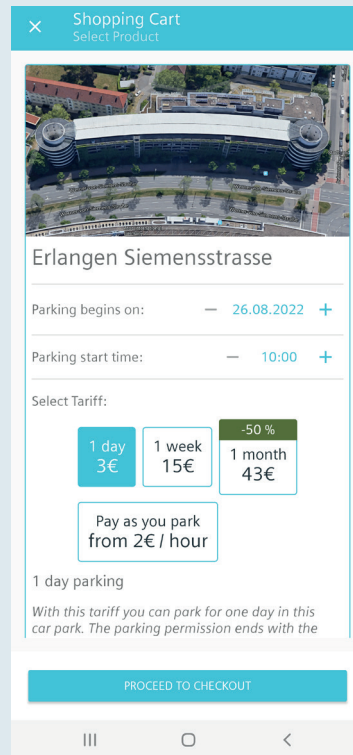 Shopping Cart
Select Product
Erlangen Siemensstrasse
Parking begins on:
26.08.2022
Parking start time:
10:00
Select Tariff:
1 day
3€
1 week
15€
-50 %
1 month
43€
Pay as you park
from 2€ / hour
1 day parking
With this tariff you can park for one day in this
car park. The parking permission ends with the
PROCEED TO CHECKOUT